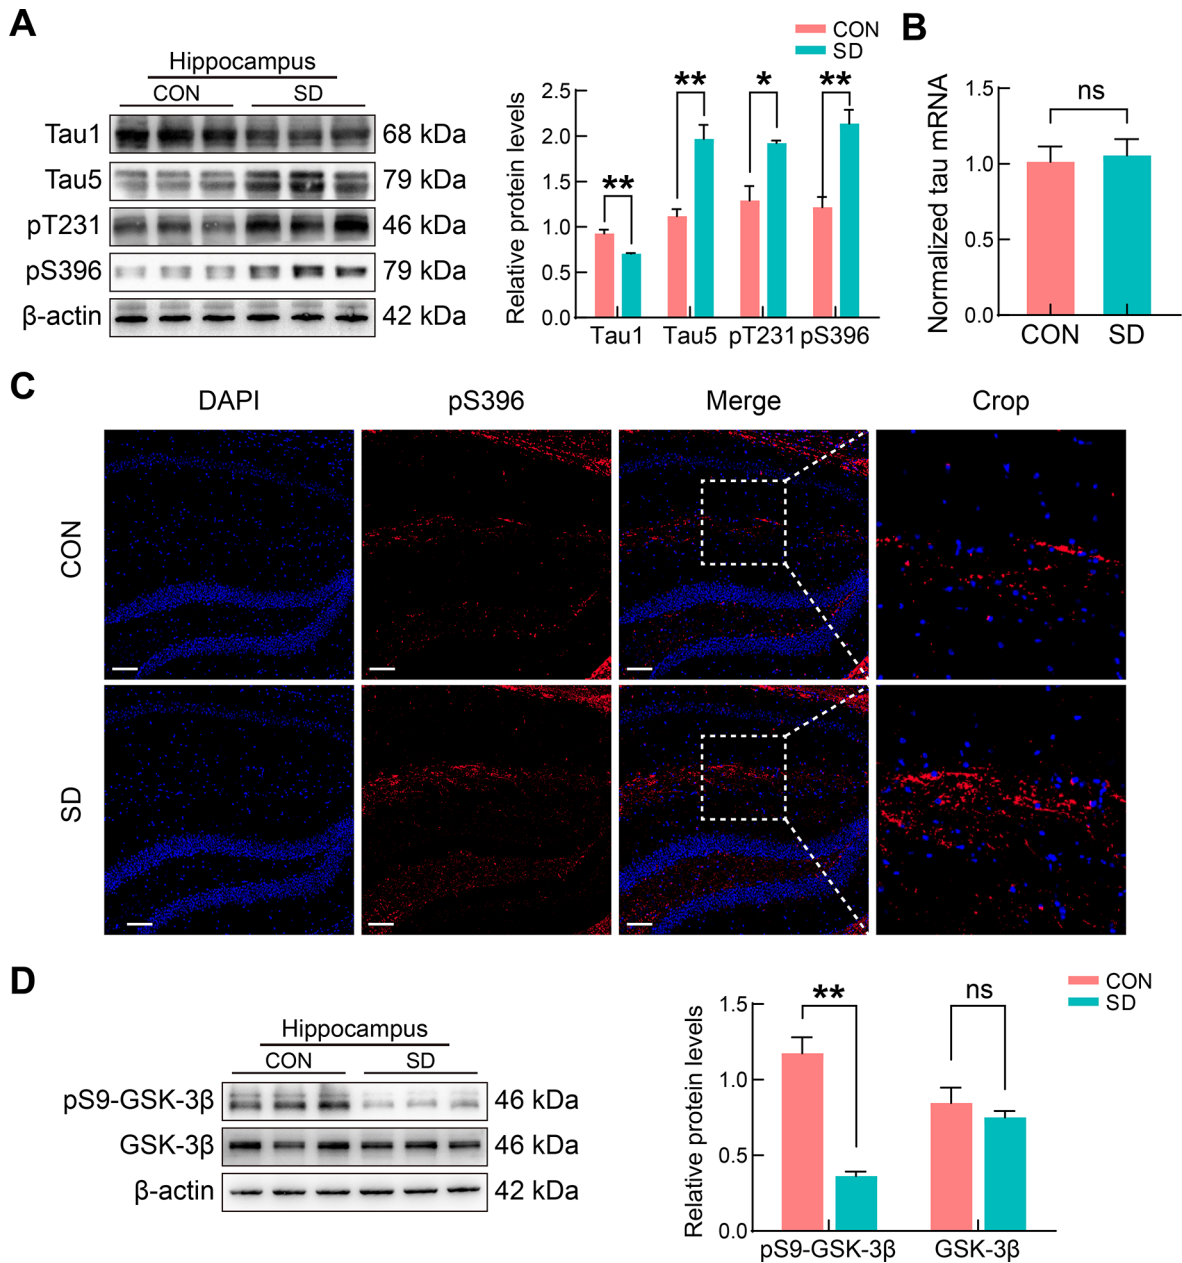 A
Hippocampus
CON SD
Tau1 68 kDa
Tau5 79 kDa
pT231 46 kDa
pS396 79 kDa
β-actin 42 kDa
CON
SD
Relative protein levels
2.5
2.0
1.5
1.0
0.5
0.0
** ** * **
Tau1 Tau5 pT231 pS396
B
Normalized tau mRNA
1.5
1.0
0.5
0.0
ns
CON SD
C
DAPI pS396 Merge Crop
CON
SD
D
Hippocampus
CON SD
pS9-GSK-3β 46 kDa
GSK-3β 46 kDa
β-actin 42 kDa
CON
SD
Relative protein levels
1.5
1.0
0.5
0.0
** ns
pS9-GSK-3β GSK-3β